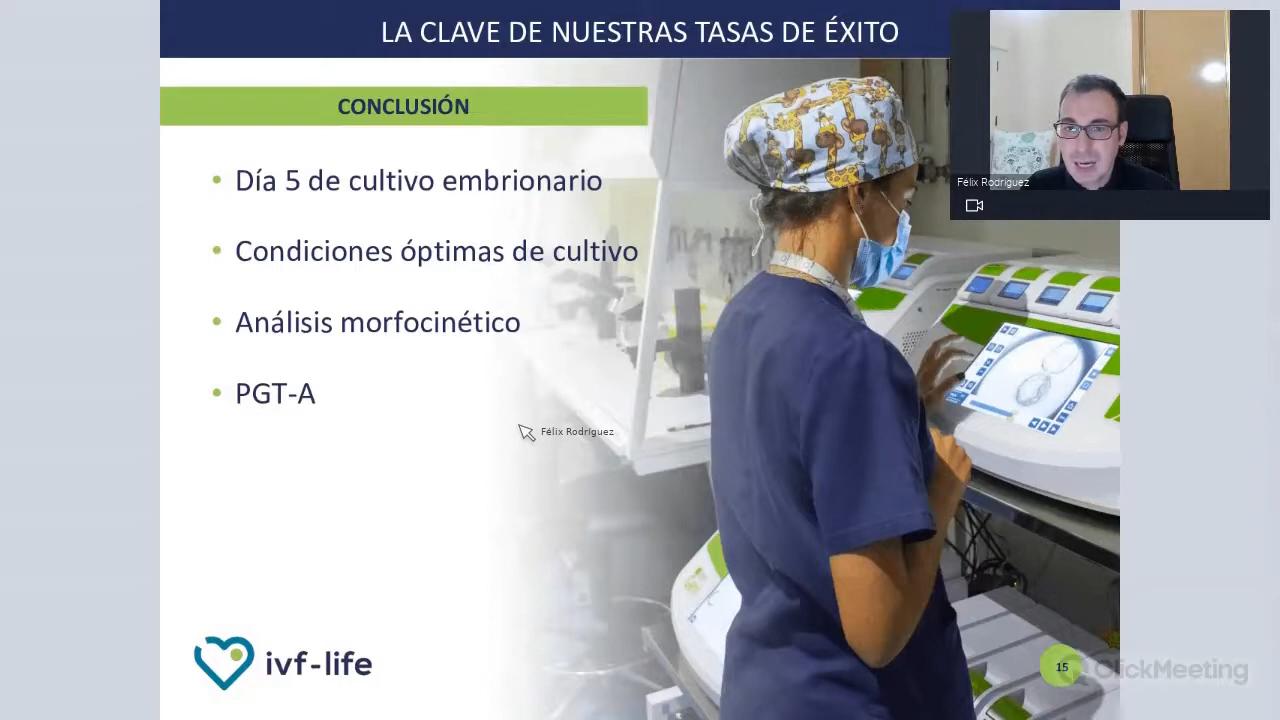 LA CLAVE DE NUESTRAS TASAS DE ÉXITO
CONCLUSIÓN
• Día 5 de cultivo embrionario
• Condiciones óptimas de cultivo
• Análisis morfocinético
• PGT-A
Félix Rodríguez
Félix Rodríguez
ivf-life
15
ClickMeeting